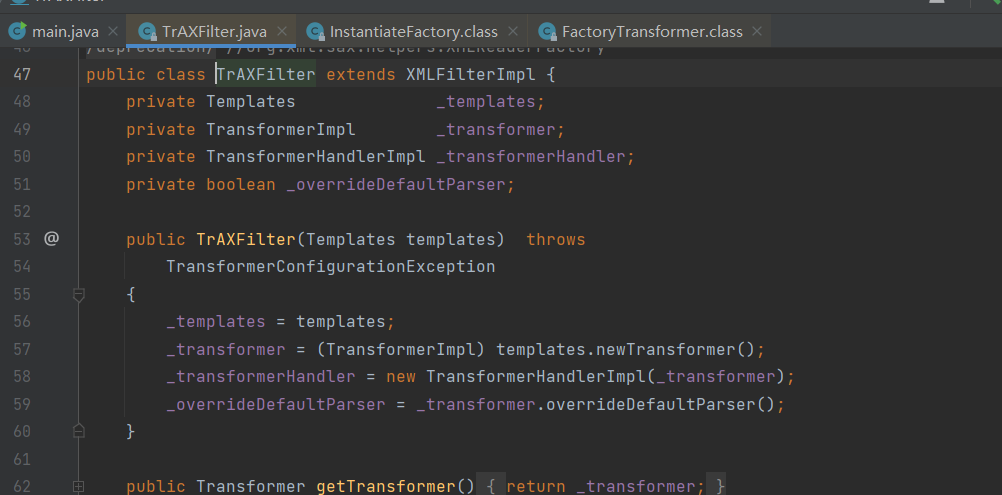 main.java TrAXFilter.java InstantiateFactory.class FactoryTransformer.class
47 public class TrAXFilter extends XMLFilterImpl {
48 private Templates _templates;
49 private TransformerImpl _transformer;
50 private TransformerHandlerImpl _transformerHandler;
51 private boolean _overrideDefaultParser;
52
53 @ public TrAXFilter(Templates templates) throws
54 TransformerConfigurationException
55 {
56 _templates = templates;
57 _transformer = (TransformerImpl) templates.newTransformer();
58 _transformerHandler = new TransformerHandlerImpl(_transformer);
59 _overrideDefaultParser = _transformer.overrideDefaultParser();
60 }
61
62 public Transformer getTransformer() { return _transformer; }